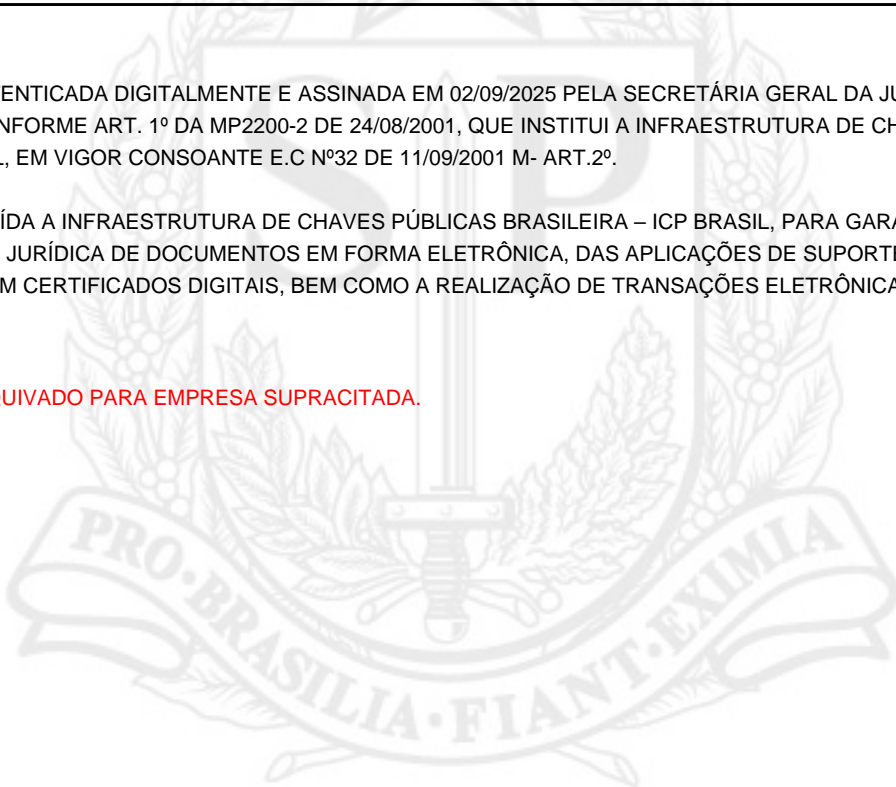 ENTICADA DIGITALMENTE E ASSINADA EM 02/09/2025 PELA SECRETÁRIA GERAL DA JU
NFORME ART. 1º DA MP2200-2 DE 24/08/2001, QUE INSTITUI A INFRAESTRUTURA DE CH
L, EM VIGOR CONSOANTE E.C Nº32 DE 11/09/2001 M- ART.2º.
ÍDA A INFRAESTRUTURA DE CHAVES PÚBLICAS BRASILEIRA – ICP BRASIL, PARA GARA
JURÍDICA DE DOCUMENTOS EM FORMA ELETRÔNICA, DAS APLICAÇÕES DE SUPORTE
M CERTIFICADOS DIGITAIS, BEM COMO A REALIZAÇÃO DE TRANSAÇÕES ELETRÔNICA
UIVADO PARA EMPRESA SUPRACITADA.
SP
PRO·BRASILIA·FIANT·EXIMIA